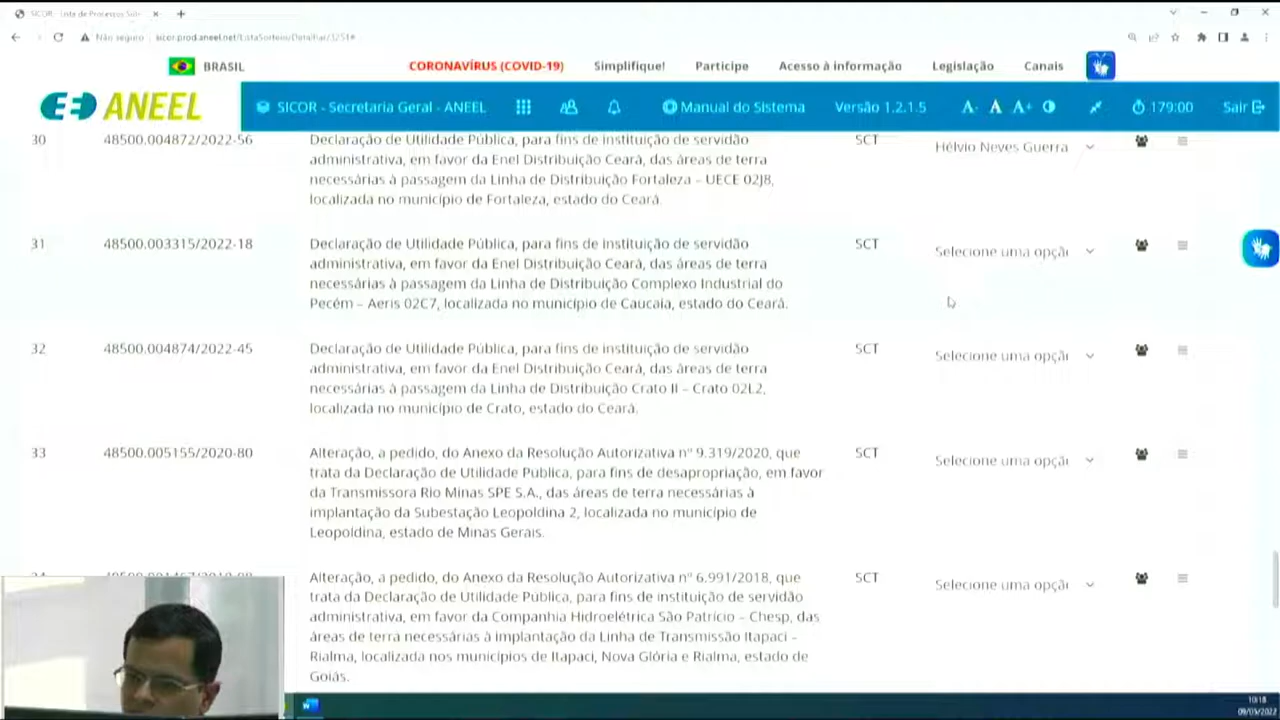 SICOR - Lista de Processos Sort
Não seguro
sicor.prod.aneel.net/ListaSorteio/Detalhar/3251#
BRASIL
CORONAVÍRUS (COVID-19)
Simplifique!
Participe
Acesso à informação
Legislação
Canais
ANEEL
SICOR - Secretaria Geral - ANEEL
Manual do Sistema
Versão 1.2.1.5
A-
A
A+
179:00
Sair
30
48500.004872/2022-56
Declaração de Utilidade Pública, para fins de instituição de servidão
administrativa, em favor da Enel Distribuição Ceará, das áreas de terra
necessárias à passagem da Linha de Distribuição Fortaleza – UECE 02J8,
localizada no município de Fortaleza, estado do Ceará.
SCT
Hélvio Neves Guerra
31
48500.003315/2022-18
Declaração de Utilidade Pública, para fins de instituição de servidão
administrativa, em favor da Enel Distribuição Ceará, das áreas de terra
necessárias à passagem da Linha de Distribuição Complexo Industrial do
Pecém – Aeris 02C7, localizada no município de Caucaia, estado do Ceará.
SCT
Selecione uma opçã
32
48500.004874/2022-45
Declaração de Utilidade Pública, para fins de instituição de servidão
administrativa, em favor da Enel Distribuição Ceará, das áreas de terra
necessárias à passagem da Linha de Distribuição Crato II – Crato 02L2,
localizada no município de Crato, estado do Ceará.
SCT
Selecione uma opçã
33
48500.005155/2020-80
Alteração, a pedido, do Anexo da Resolução Autorizativa nº 9.319/2020, que
trata da Declaração de Utilidade Pública, para fins de desapropriação, em favor
da Transmissora Rio Minas SPE S.A., das áreas de terra necessárias à
implantação da Subestação Leopoldina 2, localizada no município de
Leopoldina, estado de Minas Gerais.
SCT
Selecione uma opçã
Alteração, a pedido, do Anexo da Resolução Autorizativa nº 6.991/2018, que
trata da Declaração de Utilidade Pública, para fins de instituição de servidão
administrativa, em favor da Companhia Hidroelétrica São Patrício – Chesp, das
áreas de terra necessárias à implantação da Linha de Transmissão Itapaci –
Rialma, localizada nos municípios de Itapaci, Nova Glória e Rialma, estado de
Goiás.
SCT
Selecione uma opçã
10:18
09/05/2022